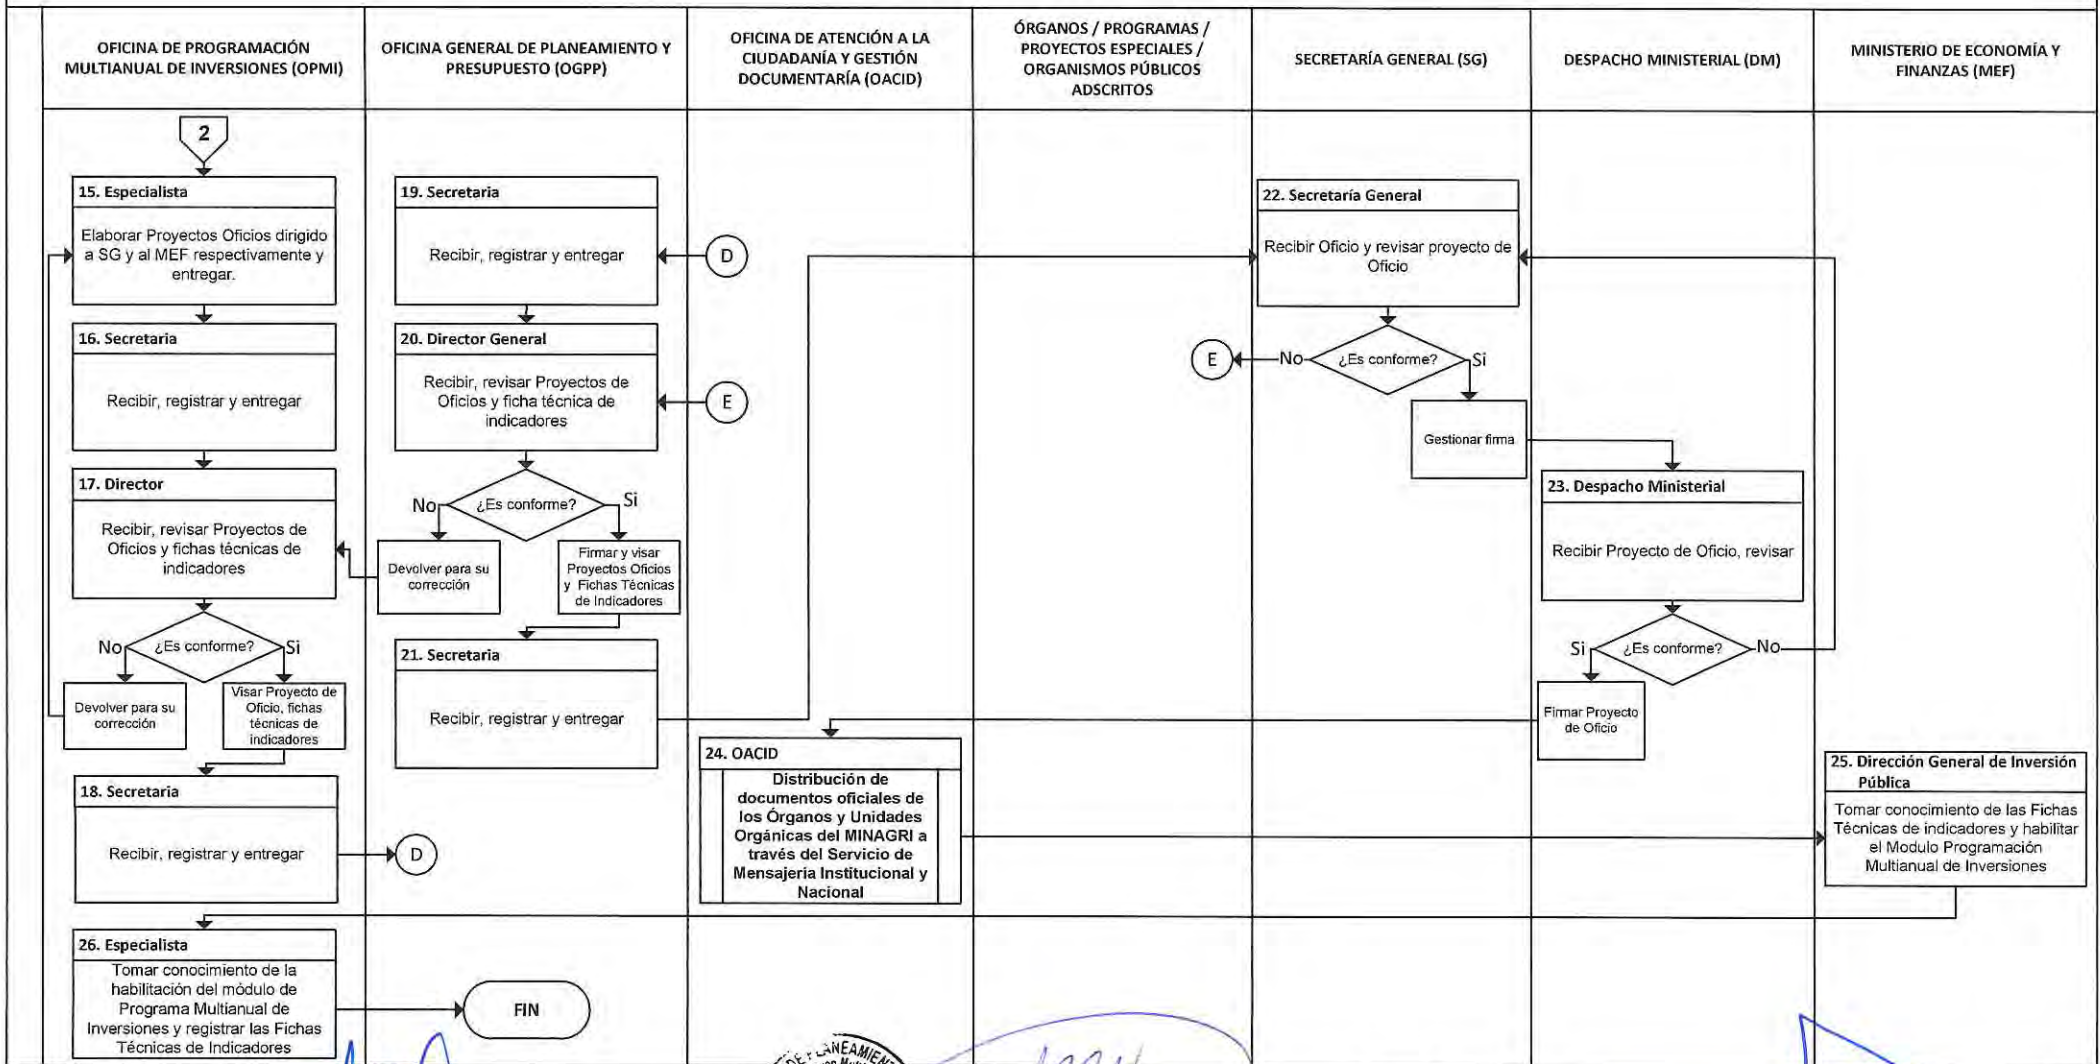 OFICINA DE PROGRAMACIÓN
MULTIANUAL DE INVERSIONES (OPMI)
OFICINA GENERAL DE PLANEAMIENTO Y
PRESUPUESTO (OGPP)
OFICINA DE ATENCIÓN A LA
CIUDADANÍA Y GESTIÓN
DOCUMENTARÍA (OACID)
ÓRGANOS / PROGRAMAS /
PROYECTOS ESPECIALES /
ORGANISMOS PÚBLICOS
ADSCRITOS
SECRETARÍA GENERAL (SG)
DESPACHO MINISTERIAL (DM)
MINISTERIO DE ECONOMÍA Y
FINANZAS (MEF)
2
15. Especialista
Elaborar Proyectos Oficios dirigido
a SG y al MEF respectivamente y
entregar.
16. Secretaria
Recibir, registrar y entregar
17. Director
Recibir, revisar Proyectos de
Oficios y fichas técnicas de
indicadores
No
¿Es conforme?
Si
Devolver para su
corrección
Visar Proyecto de
Oficio, fichas
técnicas de
indicadores
18. Secretaria
Recibir, registrar y entregar
D
26. Especialista
Tomar conocimiento de la
habilitación del módulo de
Programa Multianual de
Inversiones y registrar las Fichas
Técnicas de Indicadores
FIN
19. Secretaria
Recibir, registrar y entregar
D
20. Director General
Recibir, revisar Proyectos de
Oficios y ficha técnica de
indicadores
E
No
¿Es conforme?
Si
Devolver para su
corrección
Firmar y visar
Proyectos Oficios
y Fichas Técnicas
de Indicadores
21. Secretaria
Recibir, registrar y entregar
24. OACID
Distribución de
documentos oficiales de
los Órganos y Unidades
Orgánicas del MINAGRI a
través del Servicio de
Mensajería Institucional y
Nacional
22. Secretaría General
Recibir Oficio y revisar proyecto de
Oficio
E
No
¿Es conforme?
Si
Gestionar firma
23. Despacho Ministerial
Recibir Proyecto de Oficio, revisar
Si
¿Es conforme?
No
Firmar Proyecto
de Oficio
25. Dirección General de Inversión
Pública
Tomar conocimiento de las Fichas
Técnicas de indicadores y habilitar
el Modulo Programación
Multianual de Inversiones